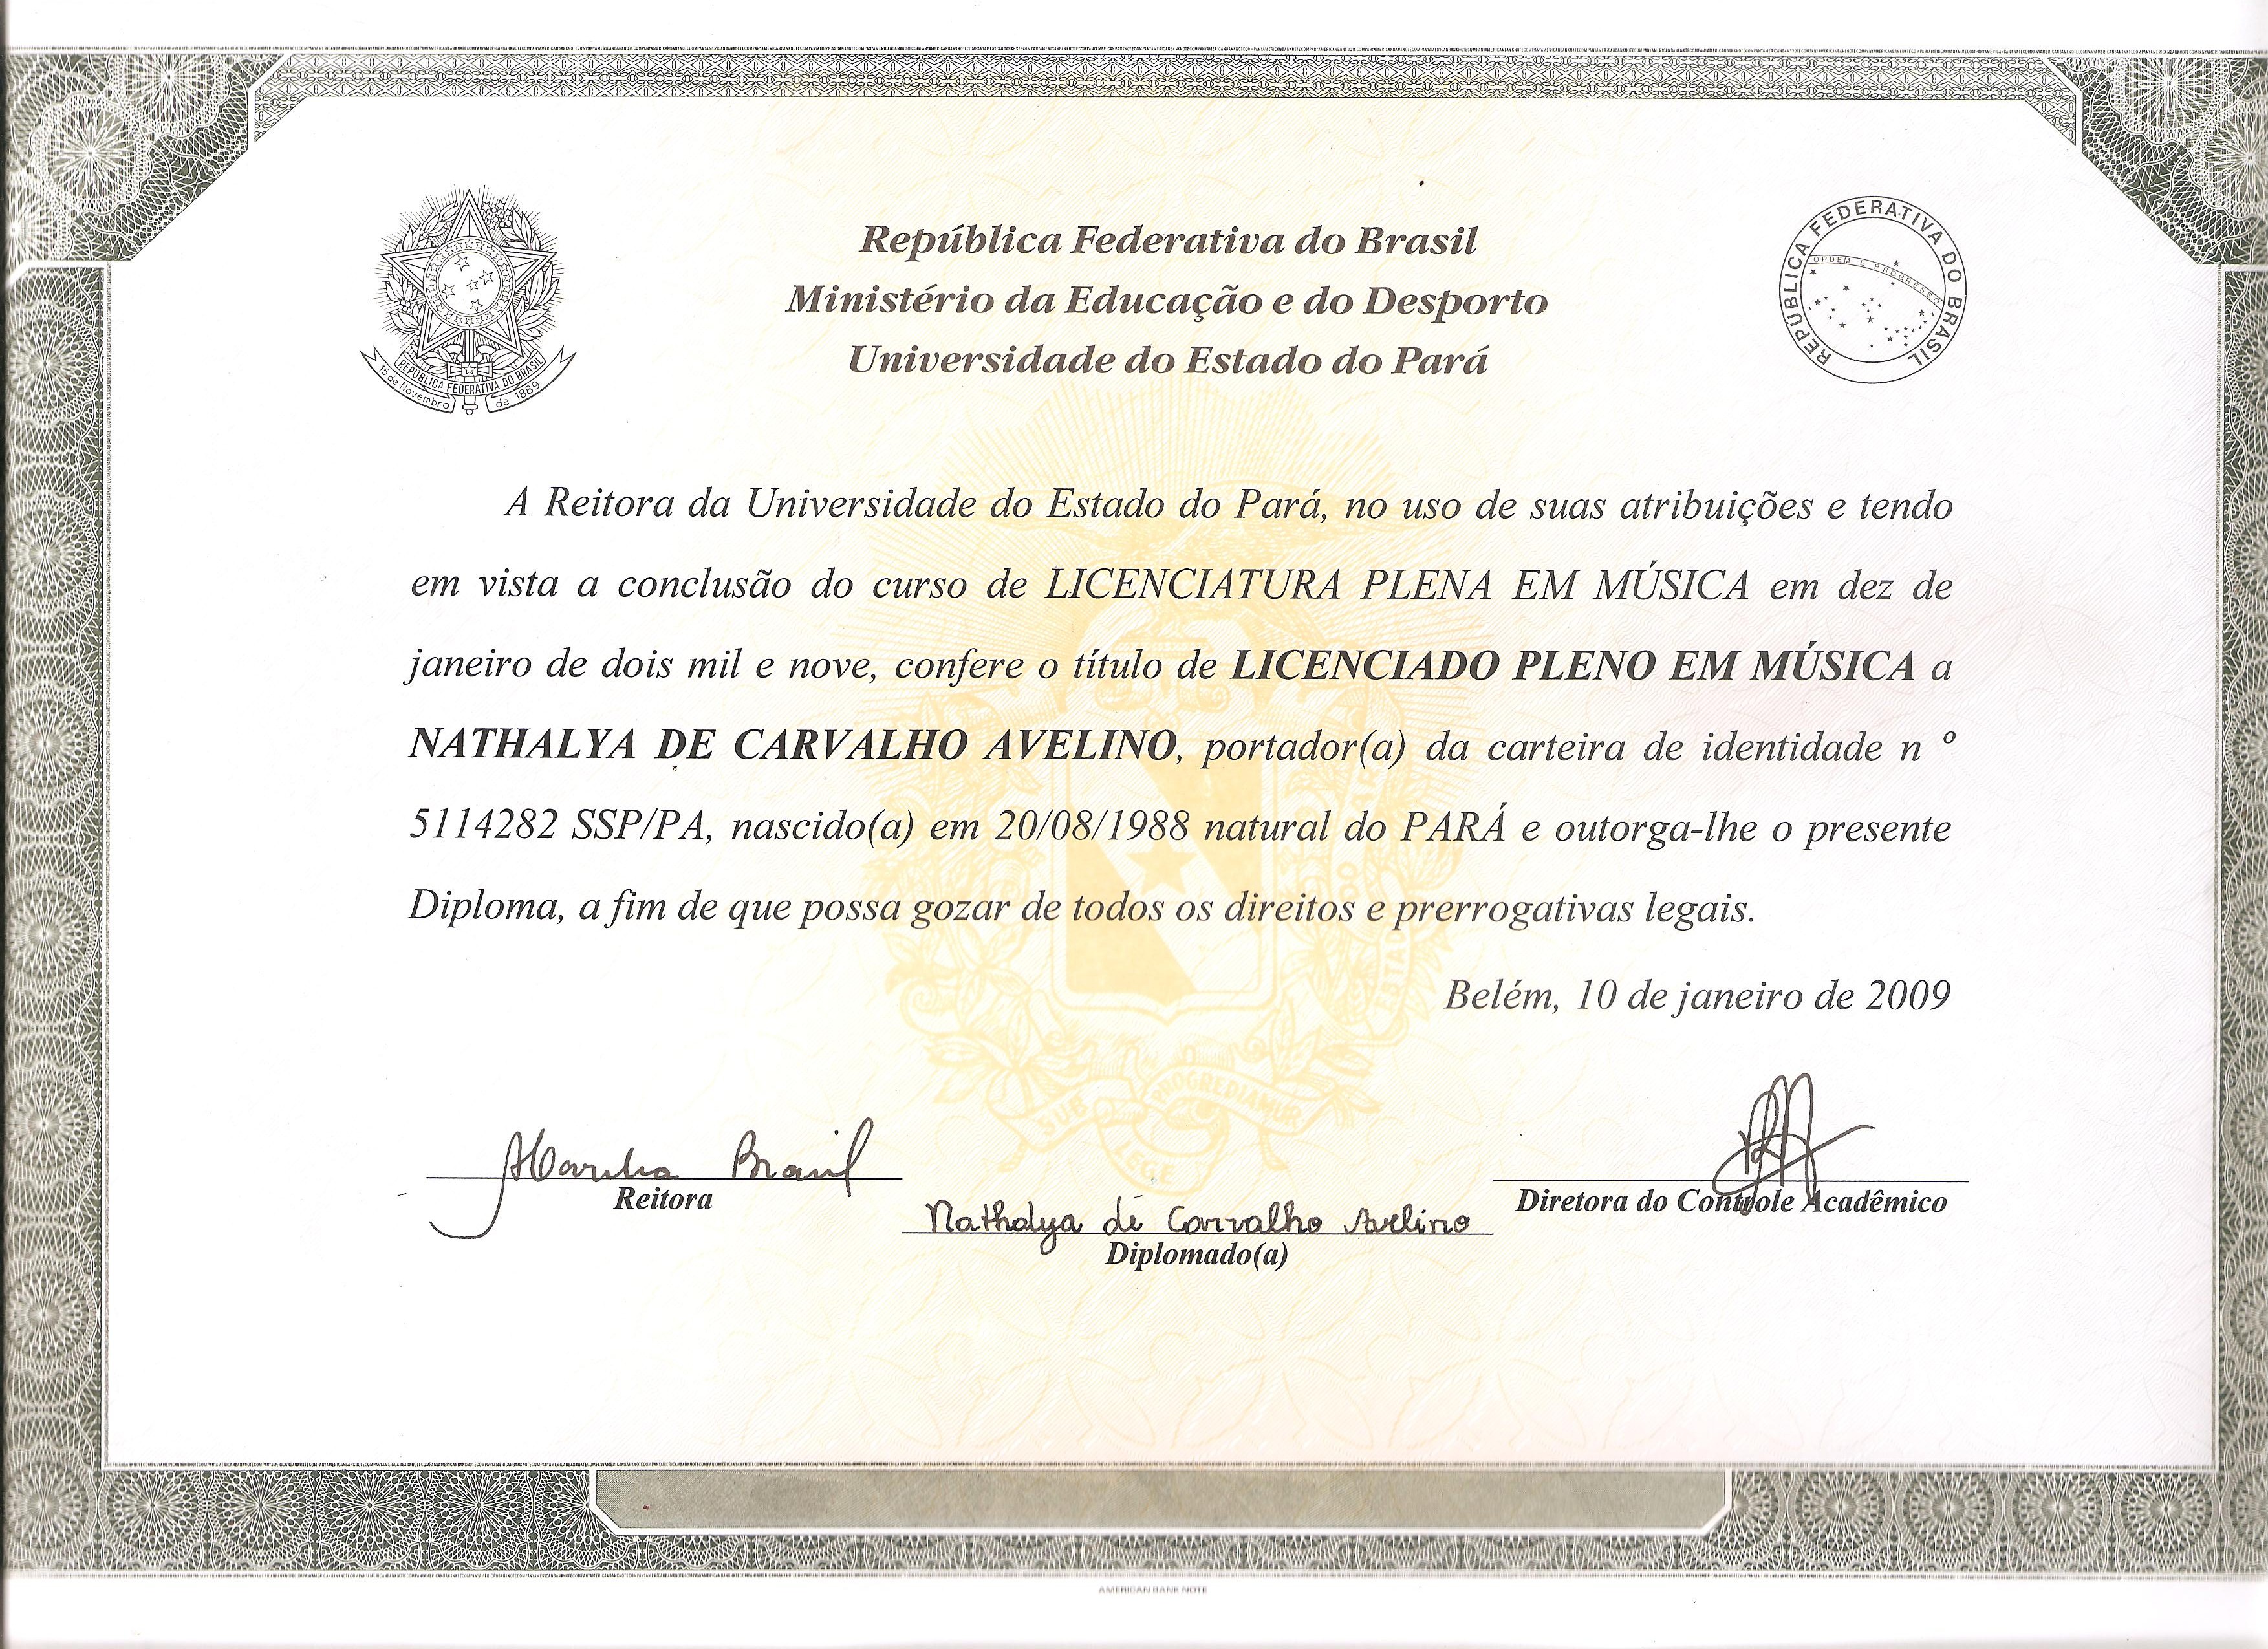 República Federativa do Brasil
Ministério da Educação e do Desporto
Universidade do Estado do Pará
REPÚBLICA FEDERATIVA DO BRASIL
15 de Novembro de 1889
REPÚBLICA FEDERATIVA DO BRASIL
ORDEM E PROGRESSO
A Reitora da Universidade do Estado do Pará, no uso de suas atribuições e tendo
em vista a conclusão do curso de LICENCIATURA PLENA EM MÚSICA em dez de
janeiro de dois mil e nove, confere o título de LICENCIADO PLENO EM MÚSICA a
NATHALYA DE CARVALHO AVELINO, portador(a) da carteira de identidade n º
5114282 SSP/PA, nascido(a) em 20/08/1988 natural do PARÁ e outorga-lhe o presente
Diploma, a fim de que possa gozar de todos os direitos e prerrogativas legais.
Belém, 10 de janeiro de 2009
SUB LEGE PROGREDIAMUR
Marilia Brasil
Reitora
Nathalya de Carvalho Avelino
Diplomado(a)
Diretora do Controle Acadêmico
AMERICAN BANK NOTE